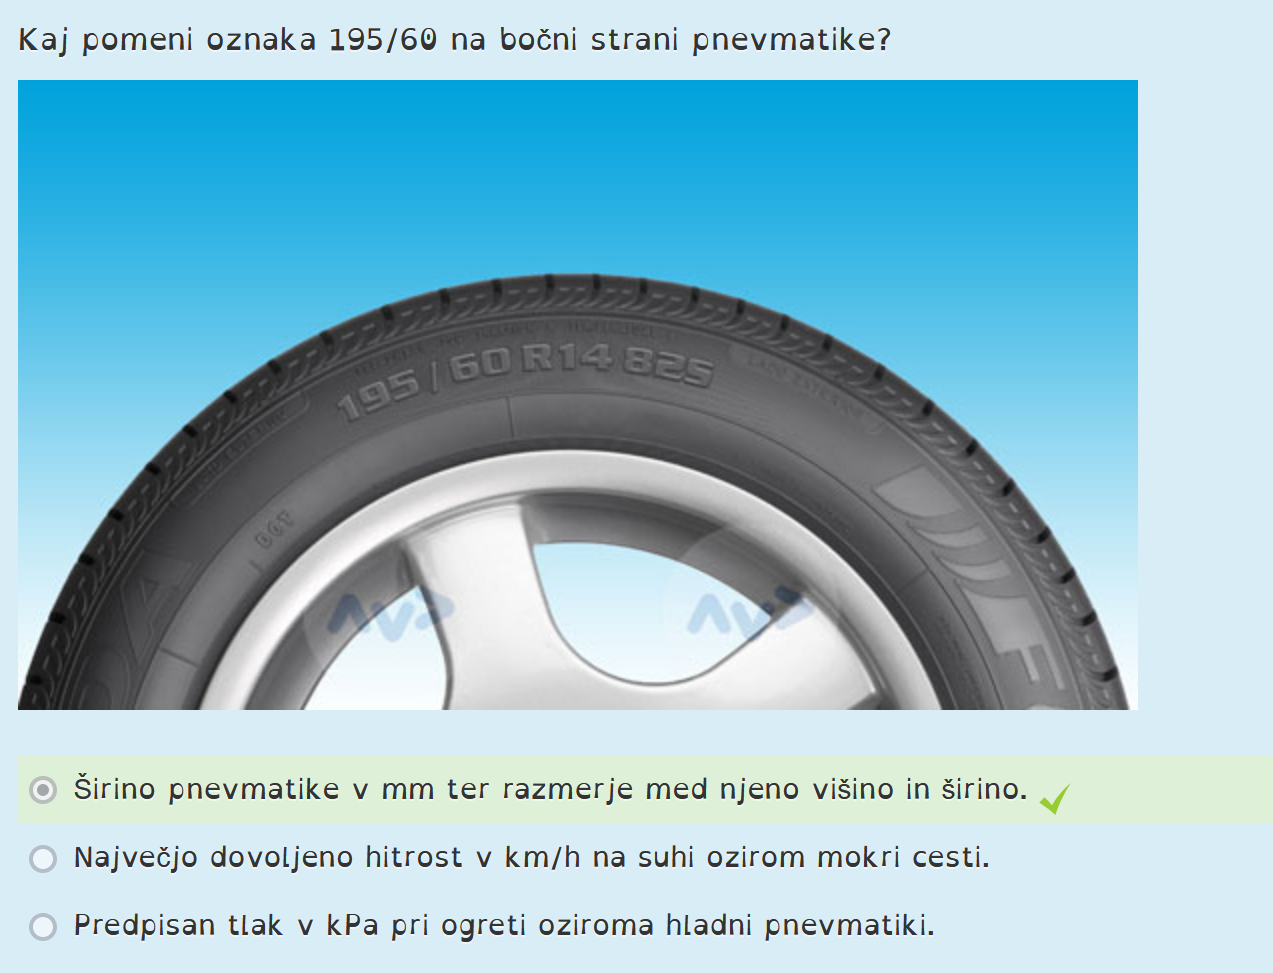 Kaj pomeni oznaka 195/60 na bočni strani pnevmatike?
195/60 R14 82S
DOT
Širino pnevmatike v mm ter razmerje med njeno višino in širino.
Največjo dovoljeno hitrost v km/h na suhi ozirom mokri cesti.
Predpisan tlak v kPa pri ogreti oziroma hladni pnevmatiki.